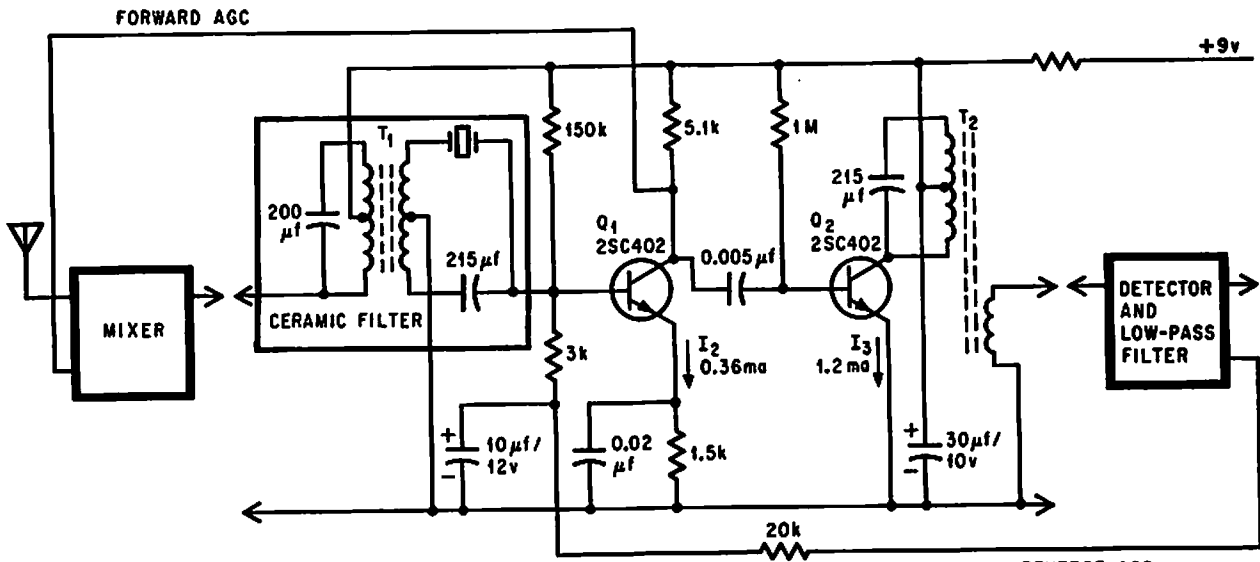 FORWARD AGC
+9v
150k
5.1k
1M
T2
T1
200
μf
215
μf
Q1
2SC402
Q2
2SC402
215μf
0.005μf
MIXER
CERAMIC FILTER
DETECTOR
AND
LOW-PASS
FILTER
3k
I2
0.36ma
I3
1.2ma
+
10μf/
12v
-
0.02
μf
1.5k
+
30μf/
10v
-
20k